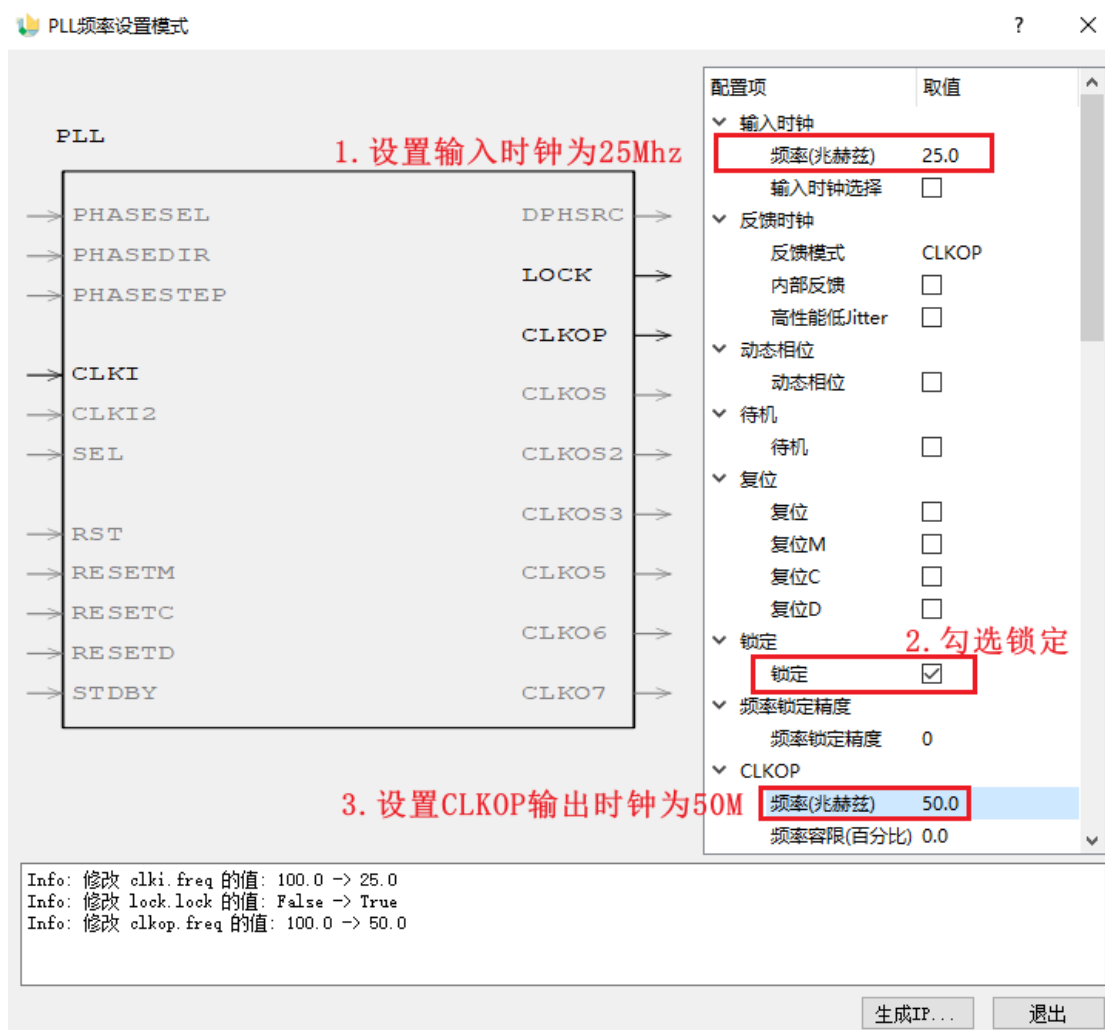 PLL频率设置模式
?
PLL
1.设置输入时钟为25Mhz
PHASESEL
PHASEDIR
PHASESTEP
CLKI
CLKI2
SEL
RST
RESETM
RESETC
RESETD
STDBY
DPHSRC
LOCK
CLKOP
CLKOS
CLKOS2
CLKOS3
CLKO5
CLKO6
CLKO7
配置项 取值
输入时钟
频率(兆赫兹) 25.0
输入时钟选择
反馈时钟
反馈模式 CLKOP
内部反馈
高性能低Jitter
动态相位
动态相位
待机
待机
复位
复位
复位M
复位C
复位D
锁定
2.勾选锁定
锁定
频率锁定精度
频率锁定精度 0
CLKOP
3.设置CLKOP输出时钟为50M
频率(兆赫兹) 50.0
频率容限(百分比) 0.0
Info: 修改 clki.freq 的值: 100.0 -> 25.0
Info: 修改 lock.lock 的值: False -> True
Info: 修改 clkop.freq 的值: 100.0 -> 50.0
生成IP... 退出